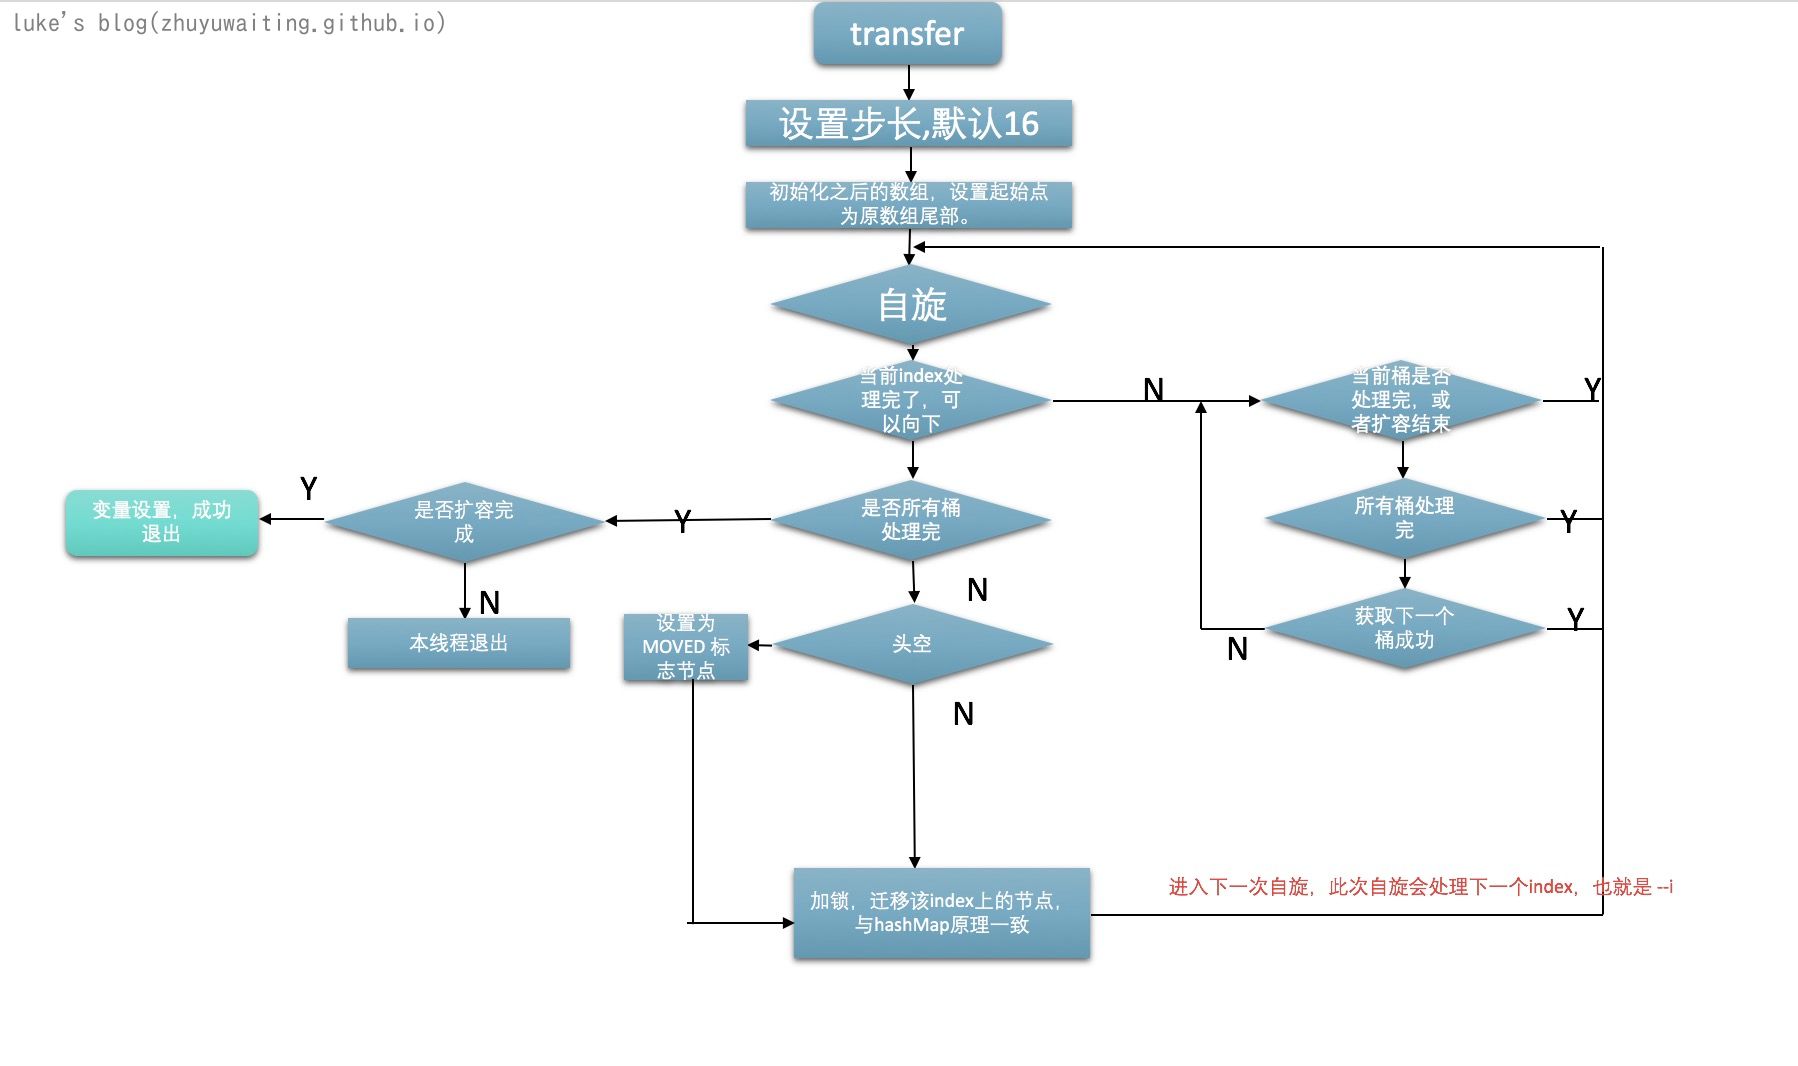 luke's blog(zhuyuwaiting.github.io)
transfer
设置步长,默认16
初始化之后的数组，设置起始点
为原数组尾部。
自旋
当前index处
理完了，可
以向下
N
当前桶是否
处理完，或
者扩容结束
Y
变量设置，成功
退出
Y
是否扩容完
成
Y
是否所有桶
处理完
所有桶处理
完
Y
N
本线程退出
N
设置为
MOVED 标
志节点
头空
获取下一个
桶成功
Y
N
N
加锁，迁移该index上的节点，
与hashMap原理一致
进入下一次自旋，此次自旋会处理下一个index，也就是 --i